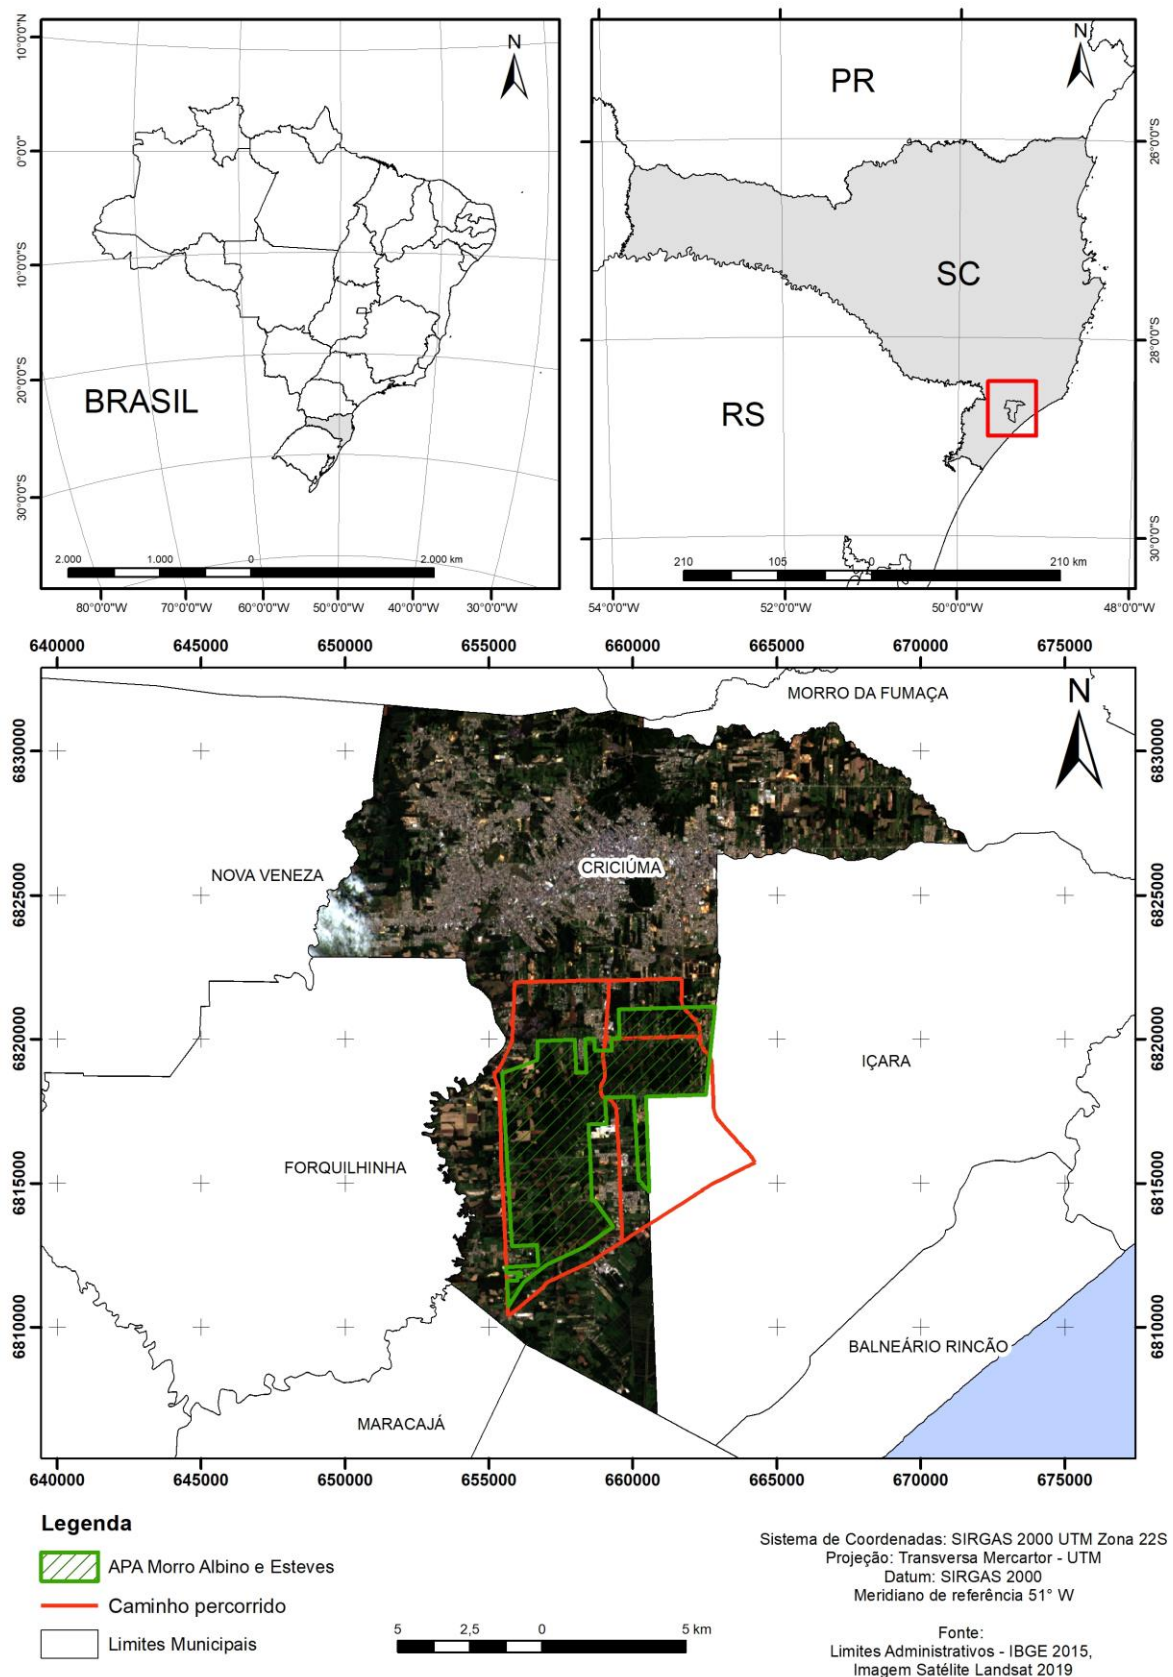 N
BRASIL
10°0'0"N
0°0'0"
10°0'0"S
20°0'0"S
30°0'0"S
2.000 1.000 0 2.000 km
80°0'0"W 70°0'0"W 60°0'0"W 50°0'0"W 40°0'0"W 30°0'0"W
N
PR
SC
RS
26°0'0"S
28°0'0"S
30°0'0"S
210 105 0 210 km
54°0'0"W 52°0'0"W 50°0'0"W 48°0'0"W
640000 645000 650000 655000 660000 665000 670000 675000
MORRO DA FUMAÇA
N
6830000 6830000
CRICIÚMA
NOVA VENEZA
6825000 6825000
6820000 6820000
IÇARA
FORQUILHINHA
6815000 6815000
6810000 6810000
BALNEÁRIO RINCÃO
MARACAJÁ
640000 645000 650000 655000 660000 665000 670000 675000
Legenda
APA Morro Albino e Esteves
Caminho percorrido
Limites Municipais
5 2,5 0 5 km
Sistema de Coordenadas: SIRGAS 2000 UTM Zona 22S
Projeção: Transversa Mercartor - UTM
Datum: SIRGAS 2000
Meridiano de referência 51° W
Fonte:
Limites Administrativos - IBGE 2015,
Imagem Satélite Landsat 2019